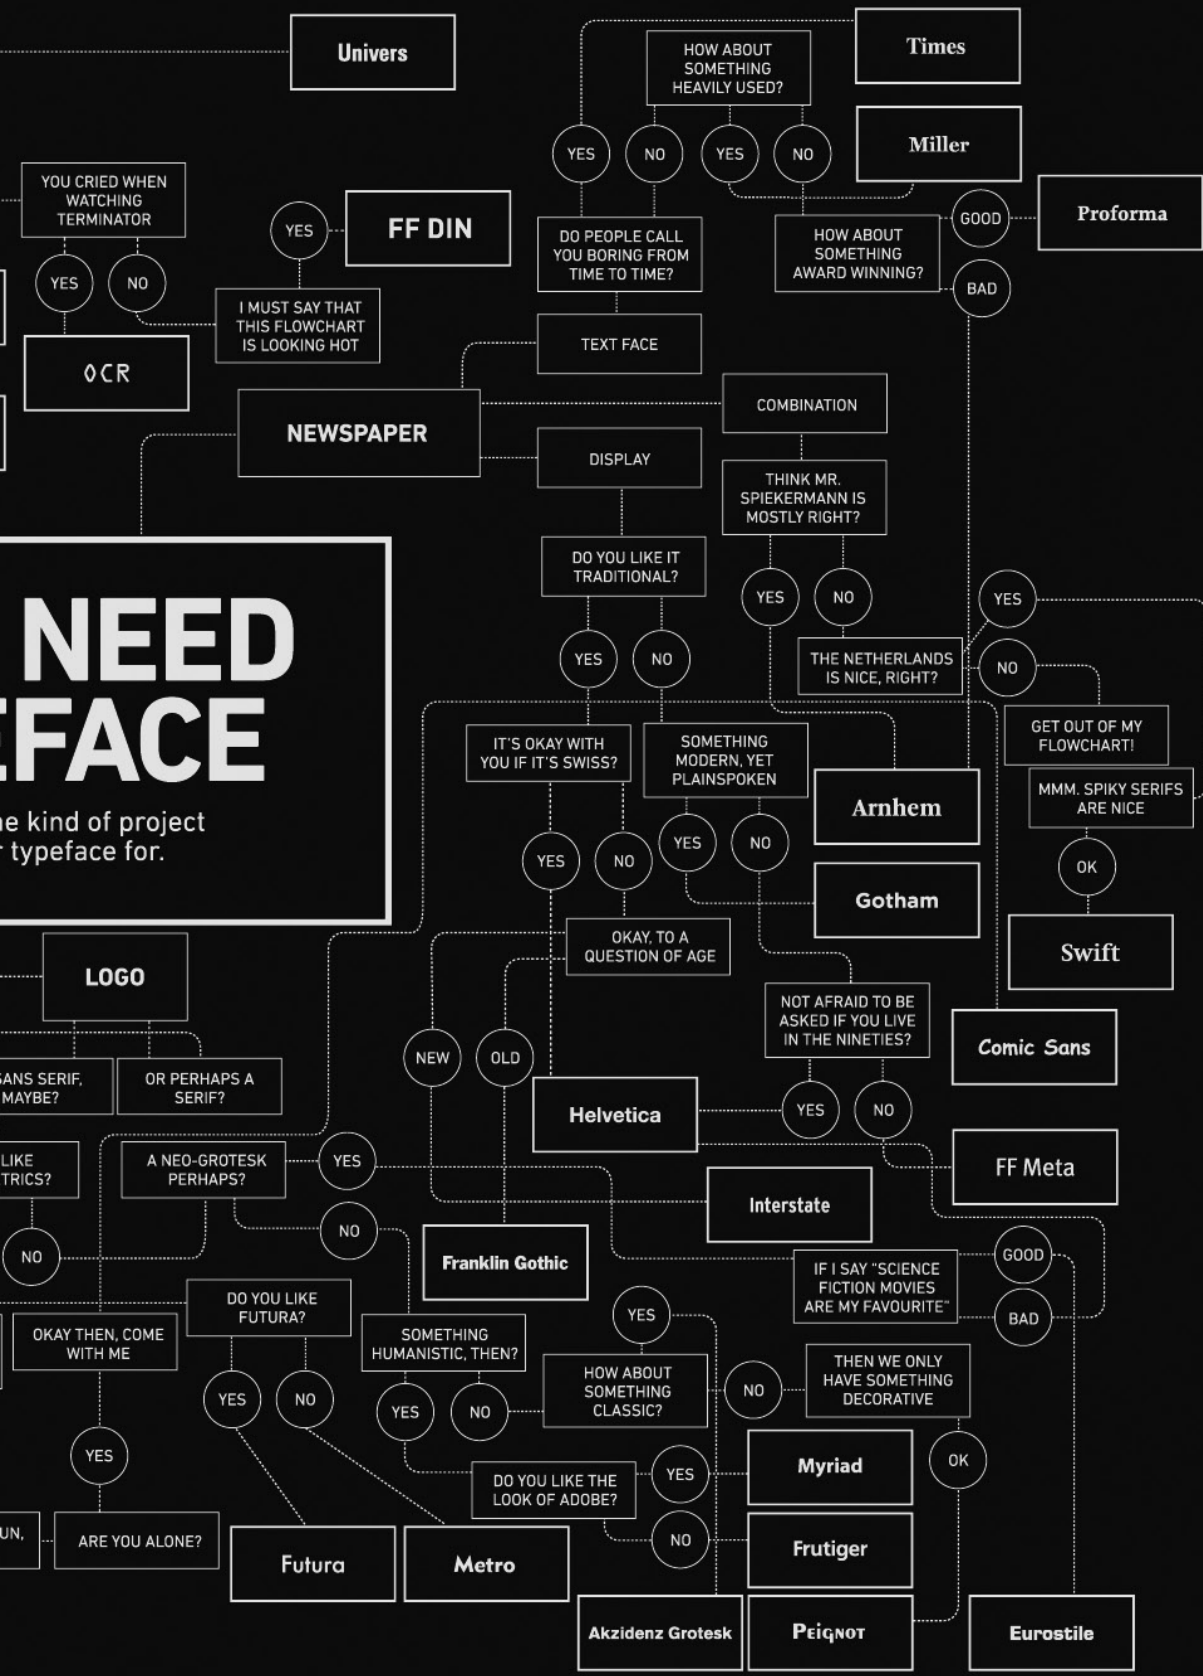 Univers
HOW ABOUT
SOMETHING
HEAVILY USED?
Times
YES
NO
YES
NO
Miller
YOU CRIED WHEN
WATCHING
TERMINATOR
YES
FF DIN
DO PEOPLE CALL
YOU BORING FROM
TIME TO TIME?
HOW ABOUT
SOMETHING
AWARD WINNING?
GOOD
Proforma
BAD
YES
NO
I MUST SAY THAT
THIS FLOWCHART
IS LOOKING HOT
TEXT FACE
OCR
NEWSPAPER
COMBINATION
DISPLAY
THINK MR.
SPIEKERMANN IS
MOSTLY RIGHT?
DO YOU LIKE IT
TRADITIONAL?
YES
NO
YES
NEED
EFACE
ne kind of project
r typeface for.
YES
NO
THE NETHERLANDS
IS NICE, RIGHT?
NO
IT'S OKAY WITH
YOU IF IT'S SWISS?
SOMETHING
MODERN, YET
PLAINSPOKEN
GET OUT OF MY
FLOWCHART!
MMM. SPIKY SERIFS
ARE NICE
Arnhem
YES
NO
YES
NO
OK
Gotham
OKAY, TO A
QUESTION OF AGE
Swift
LOGO
NOT AFRAID TO BE
ASKED IF YOU LIVE
IN THE NINETIES?
Comic Sans
NEW
OLD
SANS SERIF,
MAYBE?
OR PERHAPS A
SERIF?
Helvetica
YES
NO
LIKE
TRICS?
A NEO-GROTESK
PERHAPS?
YES
FF Meta
Interstate
NO
NO
Franklin Gothic
IF I SAY "SCIENCE
FICTION MOVIES
ARE MY FAVOURITE"
GOOD
BAD
DO YOU LIKE
FUTURA?
YES
OKAY THEN, COME
WITH ME
SOMETHING
HUMANISTIC, THEN?
HOW ABOUT
SOMETHING
CLASSIC?
NO
THEN WE ONLY
HAVE SOMETHING
DECORATIVE
YES
NO
YES
NO
YES
DO YOU LIKE THE
LOOK OF ADOBE?
YES
Myriad
OK
UN,
ARE YOU ALONE?
Futura
Metro
NO
Frutiger
Akzidenz Grotesk
Peignot
Eurostile